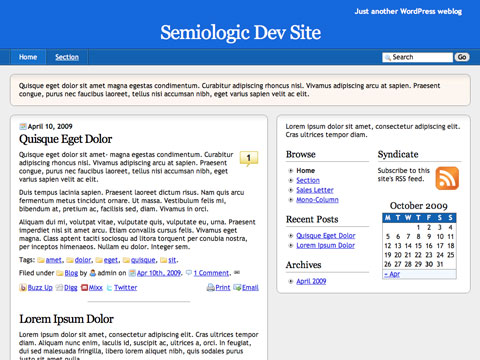 Just another WordPress weblog
Semiologic Dev Site
Home Section Search Go
Quisque eget dolor sit amet magna egestas condimentum. Curabitur adipiscing rhoncus nisl. Vivamus adipiscing arcu at sapien. Praesent
congue, purus nec faucibus laoreet, tellus nisi accumsan nibh, eget varius sapien velit ac elit.
April 10, 2009
Quisque Eget Dolor
1
Quisque eget dolor sit amet- magna egestas condimentum. Curabitur
adipiscing rhoncus nisl. Vivamus adipiscing arcu at sapien. Praesent
congue, purus nec faucibus laoreet, tellus nisi accumsan nibh, eget
varius sapien velit ac elit.
Duis tempus lacinia sapien. Praesent laoreet dictum risus. Nam quis arcu
fermentum metus tincidunt ornare. Ut massa. Vestibulum felis mi,
bibendum at, pretium ac, facilisis sed, diam. Vivamus in orci.
Aliquam dui mi, volutpat vitae, vulputate quis, vulputate eu, urna. Praesent
imperdiet nisi sit amet arcu. Etiam convallis cursus felis. Vivamus eget
magna. Class aptent taciti sociosqu ad litora torquent per conubia nostra,
per inceptos himenaeos. Nullam eu dolor. Integer sem.
Tags: amet, dolor, eget, quisque, sit.
Filed under Blog by admin on Apr 10th, 2009. 1 Comment.
Buzz Up Digg Mixx Twitter Print Email
Lorem Ipsum Dolor
Lorem ipsum dolor sit amet, consectetur adipiscing elit. Cras ultrices
tempor diam. Aliquam nunc enim, iaculis id, suscipit ac, ultrices a, orci. In feugiat,
dui sed malesuada fringilla, libero lorem aliquet nibh, quis sodales purus
Lorem ipsum dolor sit amet, consectetur adipiscing elit.
Cras ultrices tempor diam.
Browse
Home
Section
Sales Letter
Mono-Column
Recent Posts
Quisque Eget Dolor
Lorem Ipsum Dolor
Archives
April 2009
Syndicate
Subscribe to this
site's RSS feed.
October 2009
M T W T F S S
1 2 3 4
5 6 7 8 9 10 11
12 13 14 15 16 17 18
19 20 21 22 23 24 25
26 27 28 29 30 31
« Apr